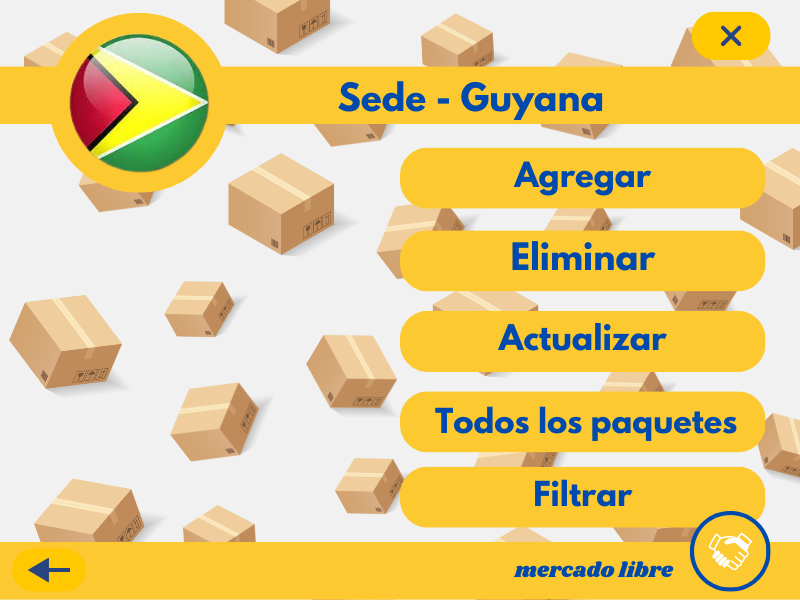 Sede - Guyana
Agregar
Eliminar
Actualizar
Todos los paquetes
Filtrar
mercado libre